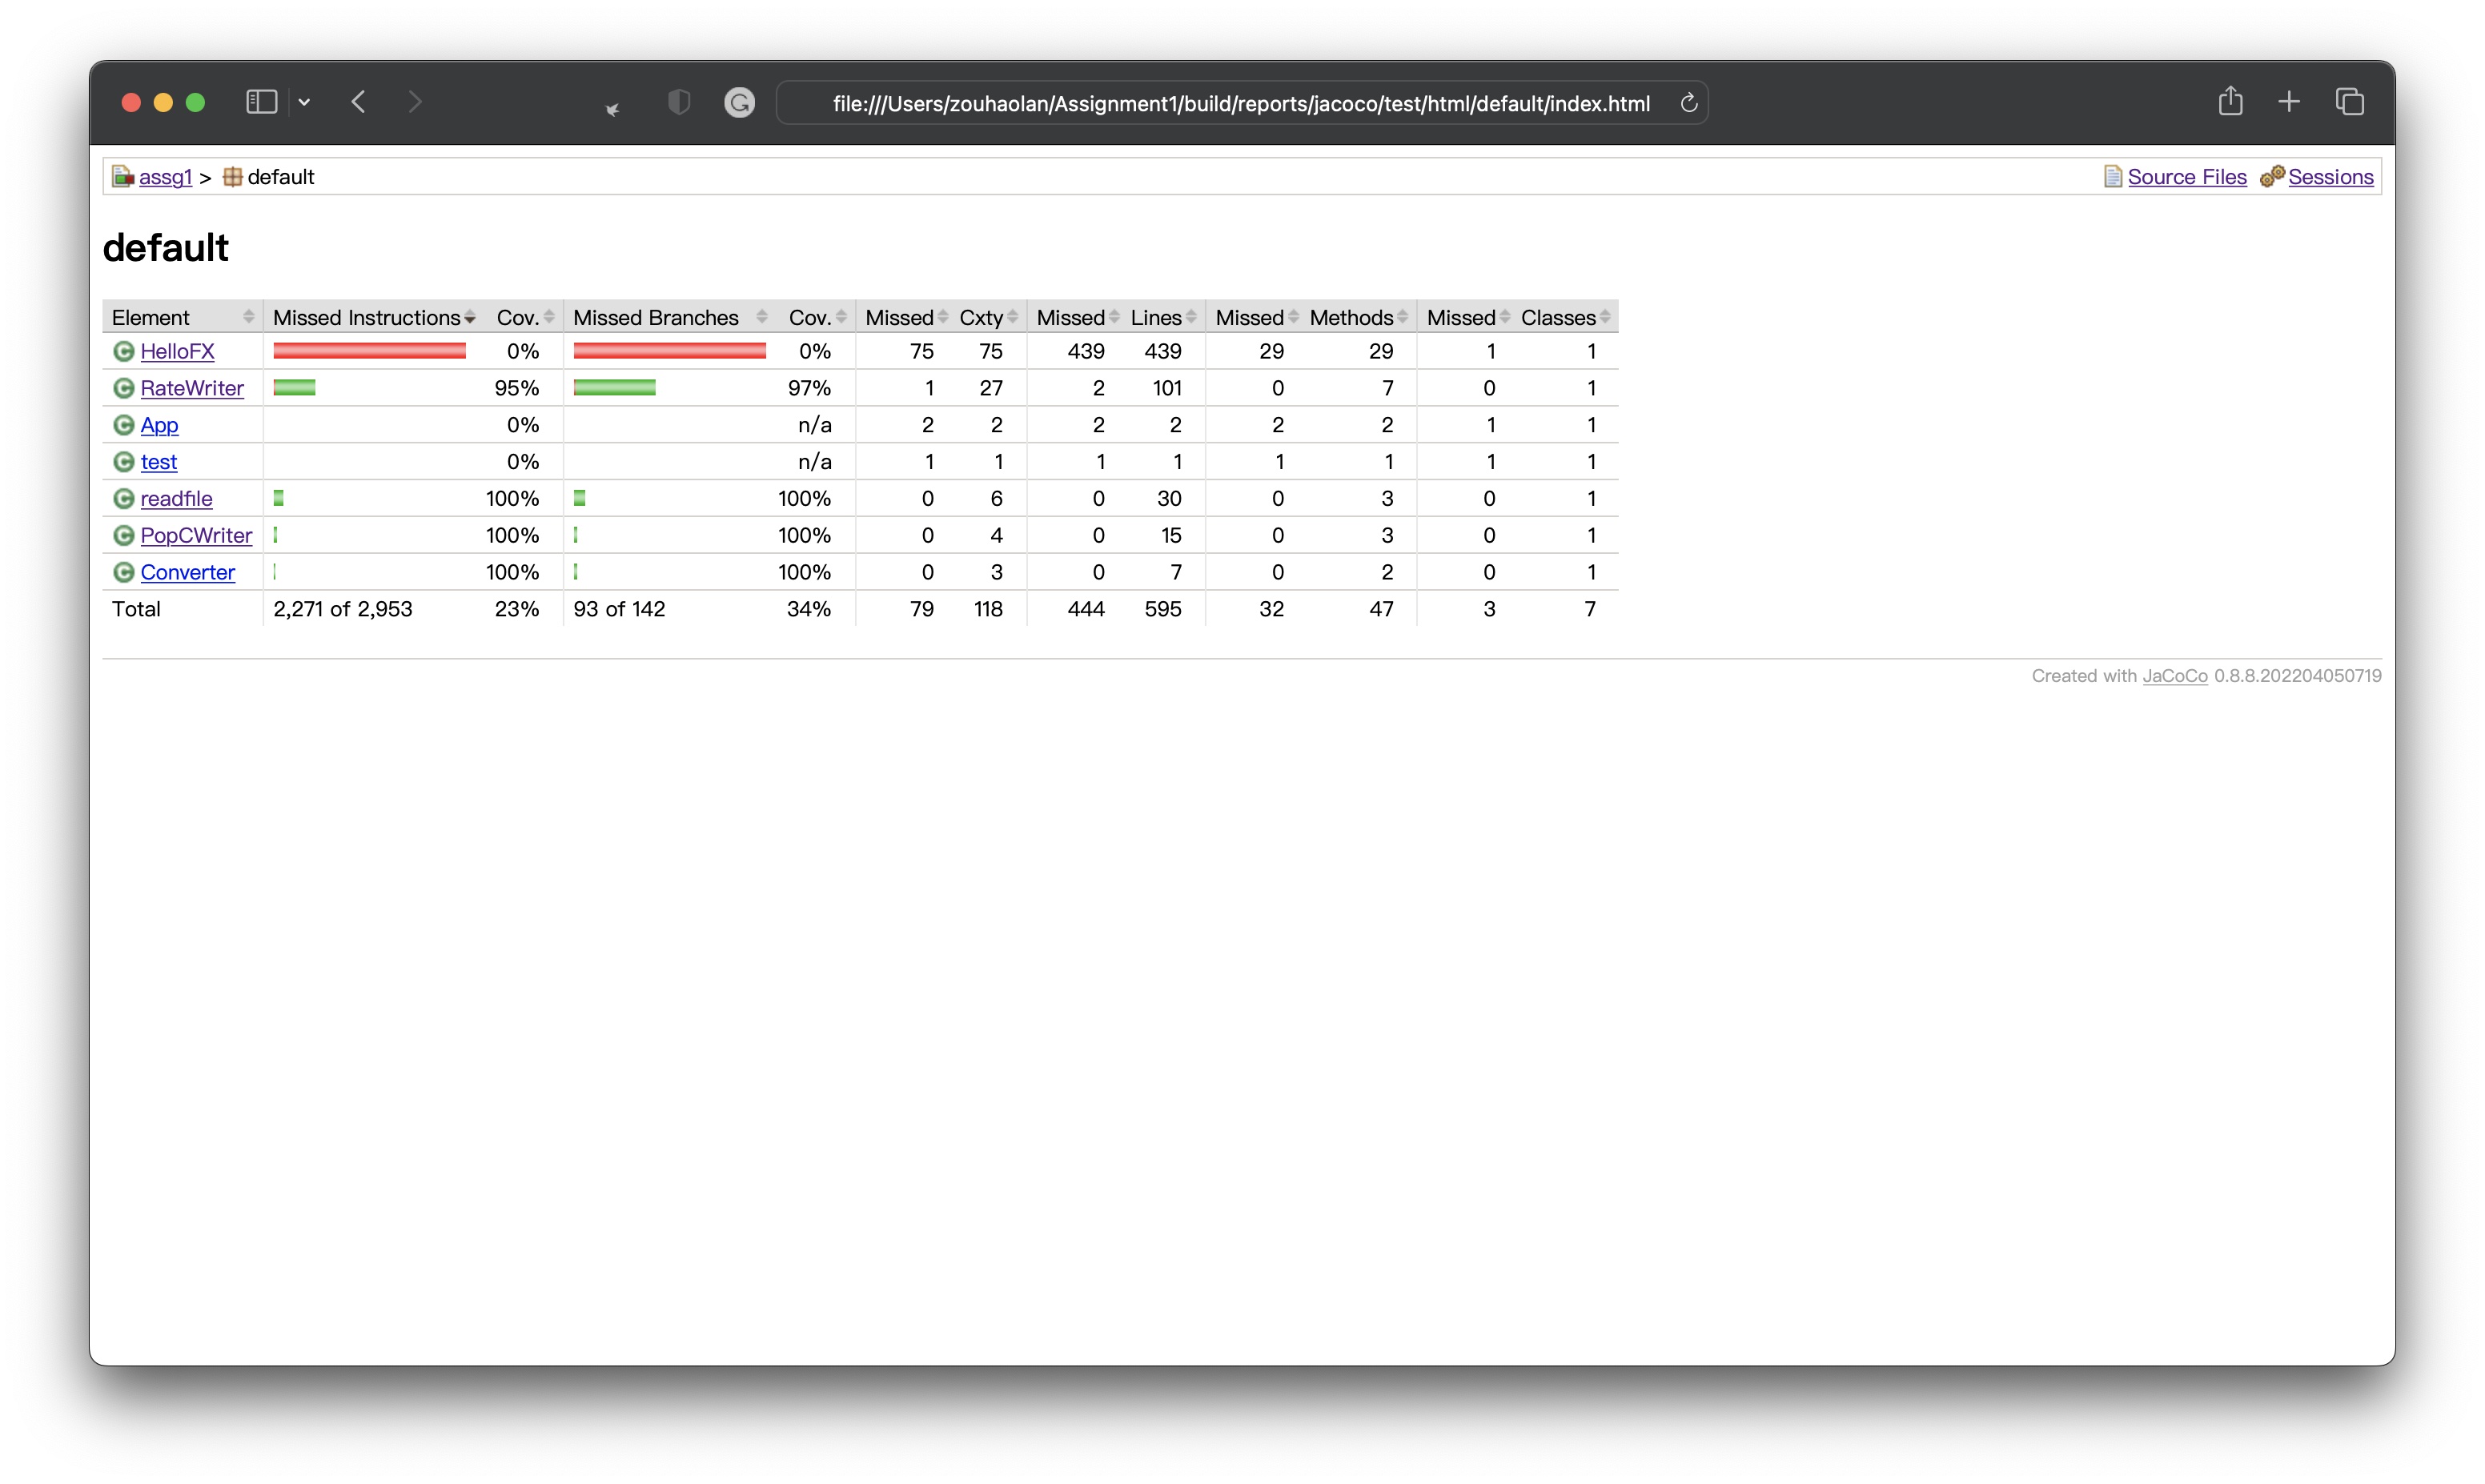 file:///Users/zouhaolan/Assignment1/build/reports/jacoco/test/html/default/index.html
assg1 > default Source Files Sessions
default
Element Missed Instructions Cov. Missed Branches Cov. Missed Cxty Missed Lines Missed Methods Missed Classes
HelloFX 0% 0% 75 75 439 439 29 29 1 1
RateWriter 95% 97% 1 27 2 101 0 7 0 1
App 0% n/a 2 2 2 2 2 2 1 1
test 0% n/a 1 1 1 1 1 1 1 1
readfile 100% 100% 0 6 0 30 0 3 0 1
PopCWriter 100% 100% 0 4 0 15 0 3 0 1
Converter 100% 100% 0 3 0 7 0 2 0 1
Total 2,271 of 2,953 23% 93 of 142 34% 79 118 444 595 32 47 3 7
Created with JaCoCo 0.8.8.202204050719